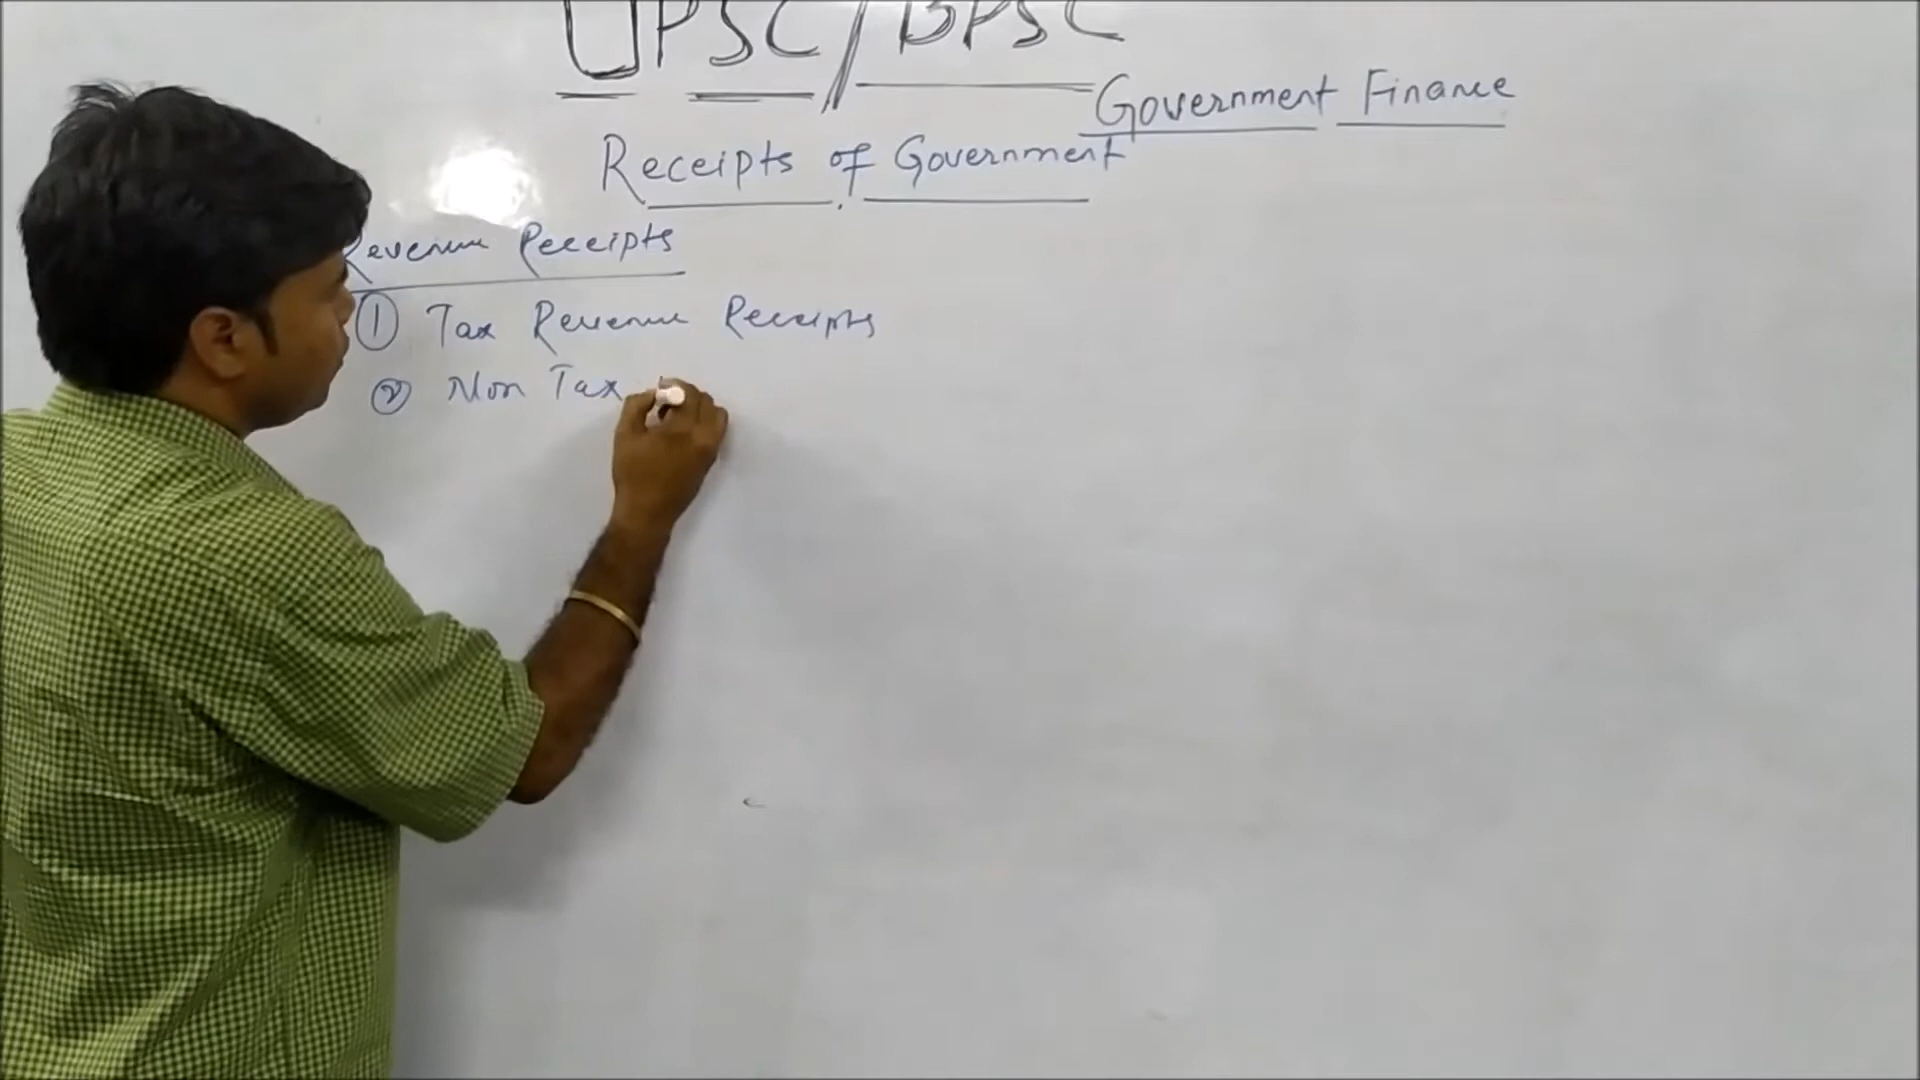 UPSC/BPSC
Government Finance
Receipts of Government
Revenue Receipts
① Tax Revenue Receipts
② Non Tax